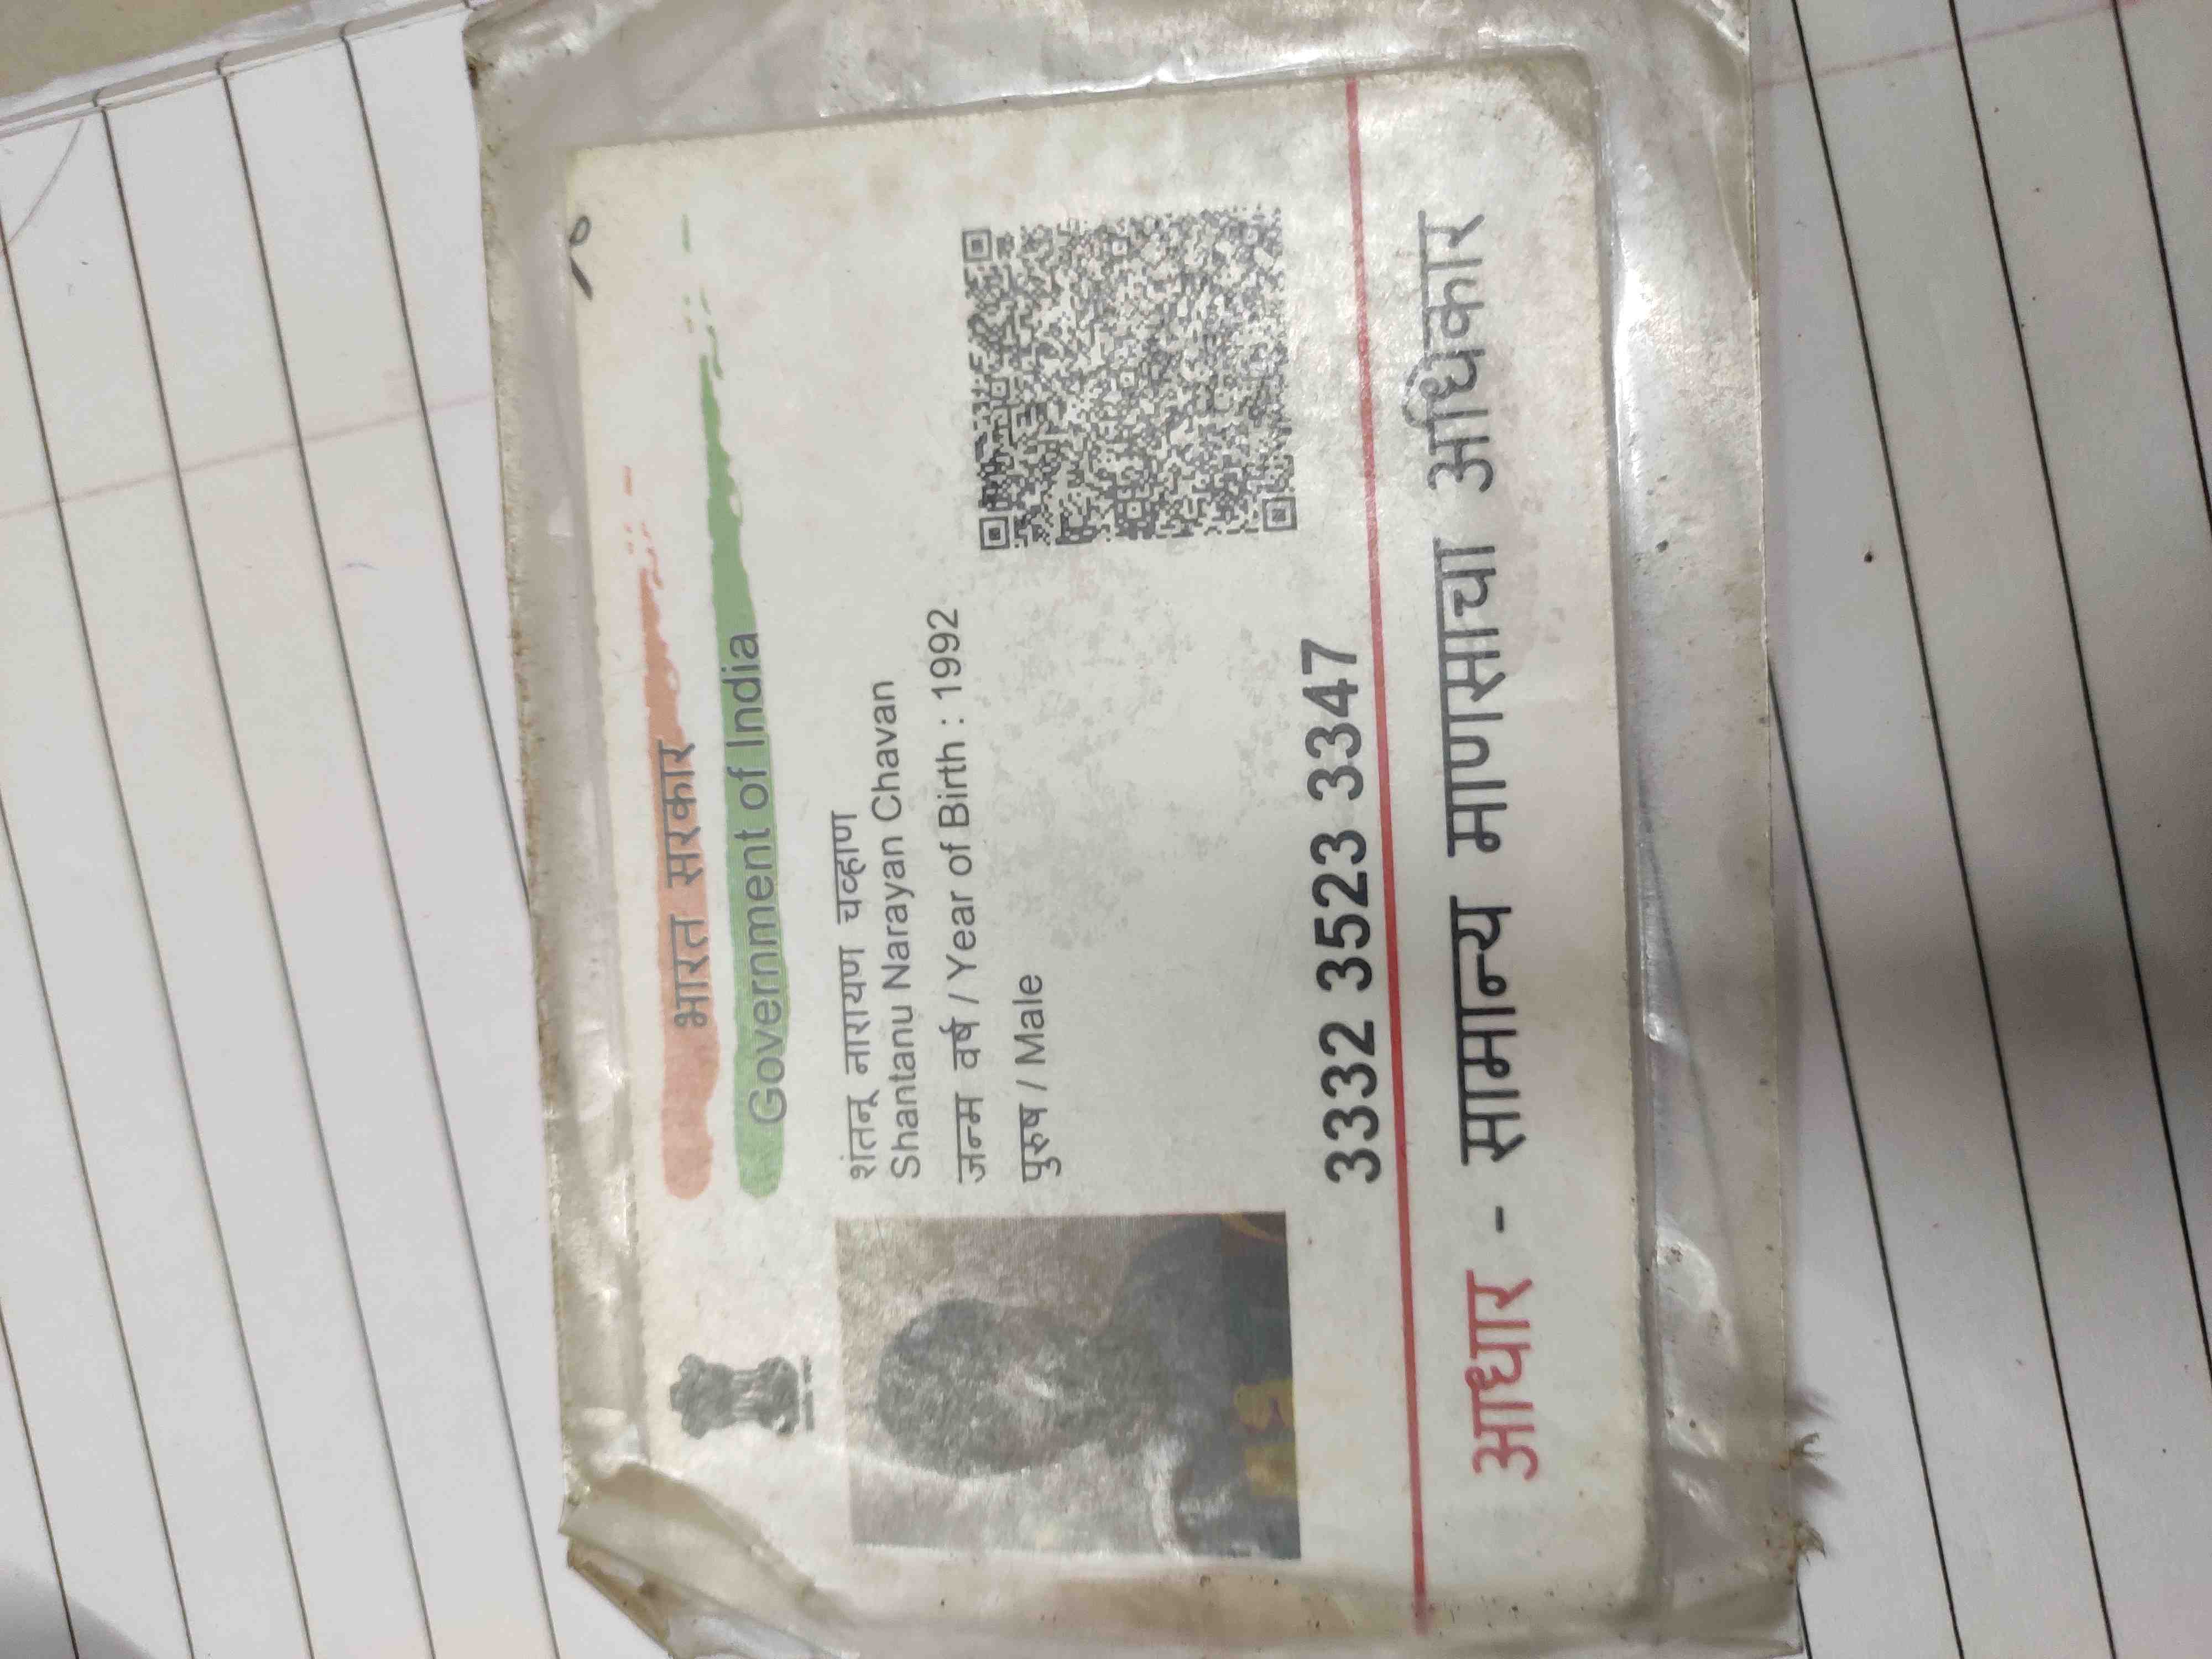 भारत सरकार
Government of India
शंतनू नारायण चव्हाण
Shantanu Narayan Chavan
जन्म वर्ष / Year of Birth : 1992
पुरुष / Male
3332 3523 3347
आधार - सामान्य माणसाचा अधिकार